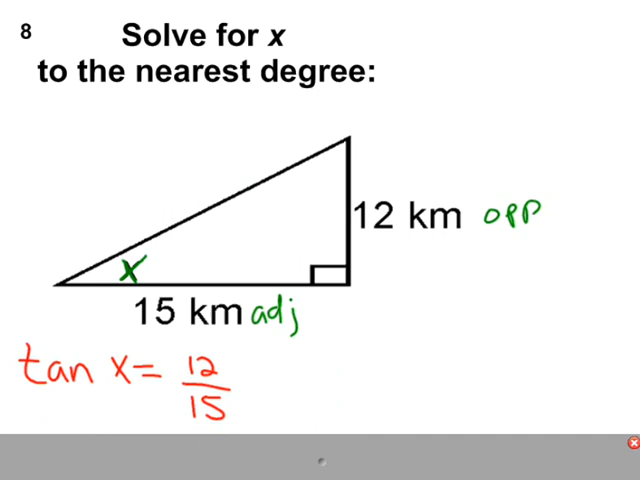 8
Solve for x
to the nearest degree:
12 km opp
x
15 km adj
tan x = 12/15